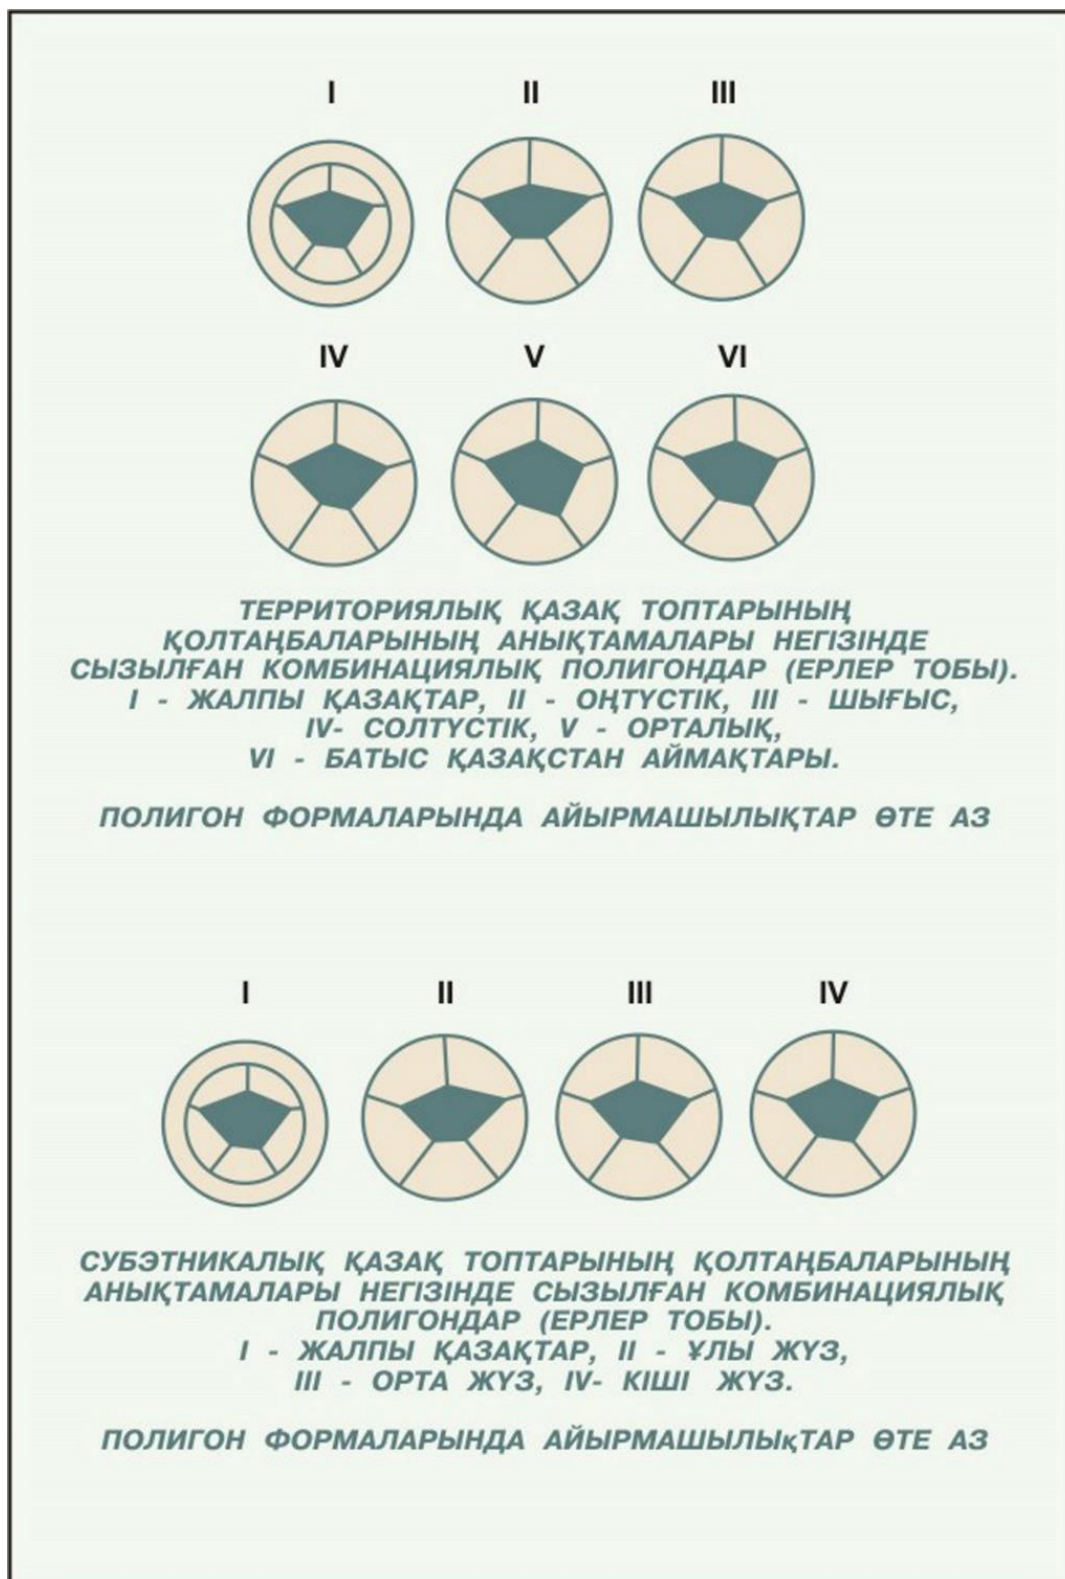 I II III
IV V VI
ТЕРРИТОРИЯЛЫҚ ҚАЗАҚ ТОПТАРЫНЫҢ
ҚОЛТАҢБАЛАРЫНЫҢ АНЫҚТАМАЛАРЫ НЕГІЗІНДЕ
СЫЗЫЛҒАН КОМБИНАЦИЯЛЫҚ ПОЛИГОНДАР (ЕРЛЕР ТОБЫ).
I - ЖАЛПЫ ҚАЗАҚТАР, II - ОҢТҮСТІК, III - ШЫҒЫС,
IV- СОЛТҮСТІК, V - ОРТАЛЫҚ,
VI - БАТЫС ҚАЗАҚСТАН АЙМАҚТАРЫ.
ПОЛИГОН ФОРМАЛАРЫНДА АЙЫРМАШЫЛЫҚТАР ӨТЕ АЗ
I II III IV
СУБЭТНИКАЛЫҚ ҚАЗАҚ ТОПТАРЫНЫҢ ҚОЛТАҢБАЛАРЫНЫҢ
АНЫҚТАМАЛАРЫ НЕГІЗІНДЕ СЫЗЫЛҒАН КОМБИНАЦИЯЛЫҚ
ПОЛИГОНДАР (ЕРЛЕР ТОБЫ).
I - ЖАЛПЫ ҚАЗАҚТАР, II - ҰЛЫ ЖҮЗ,
III - ОРТА ЖҮЗ, IV- КІШІ ЖҮЗ.
ПОЛИГОН ФОРМАЛАРЫНДА АЙЫРМАШЫЛЫқТАР ӨТЕ АЗ